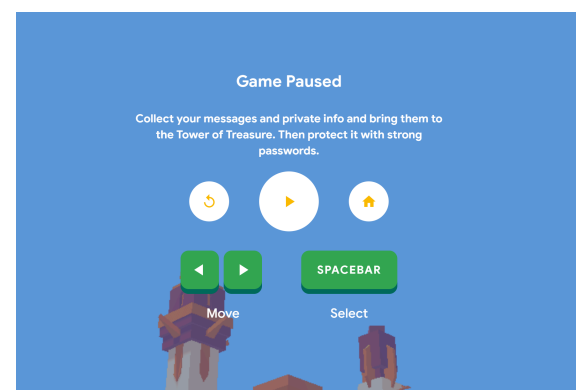 Game Paused
Collect your messages and private info and bring them to
the Tower of Treasure. Then protect it with strong
passwords.
SPACEBAR
Move
Select